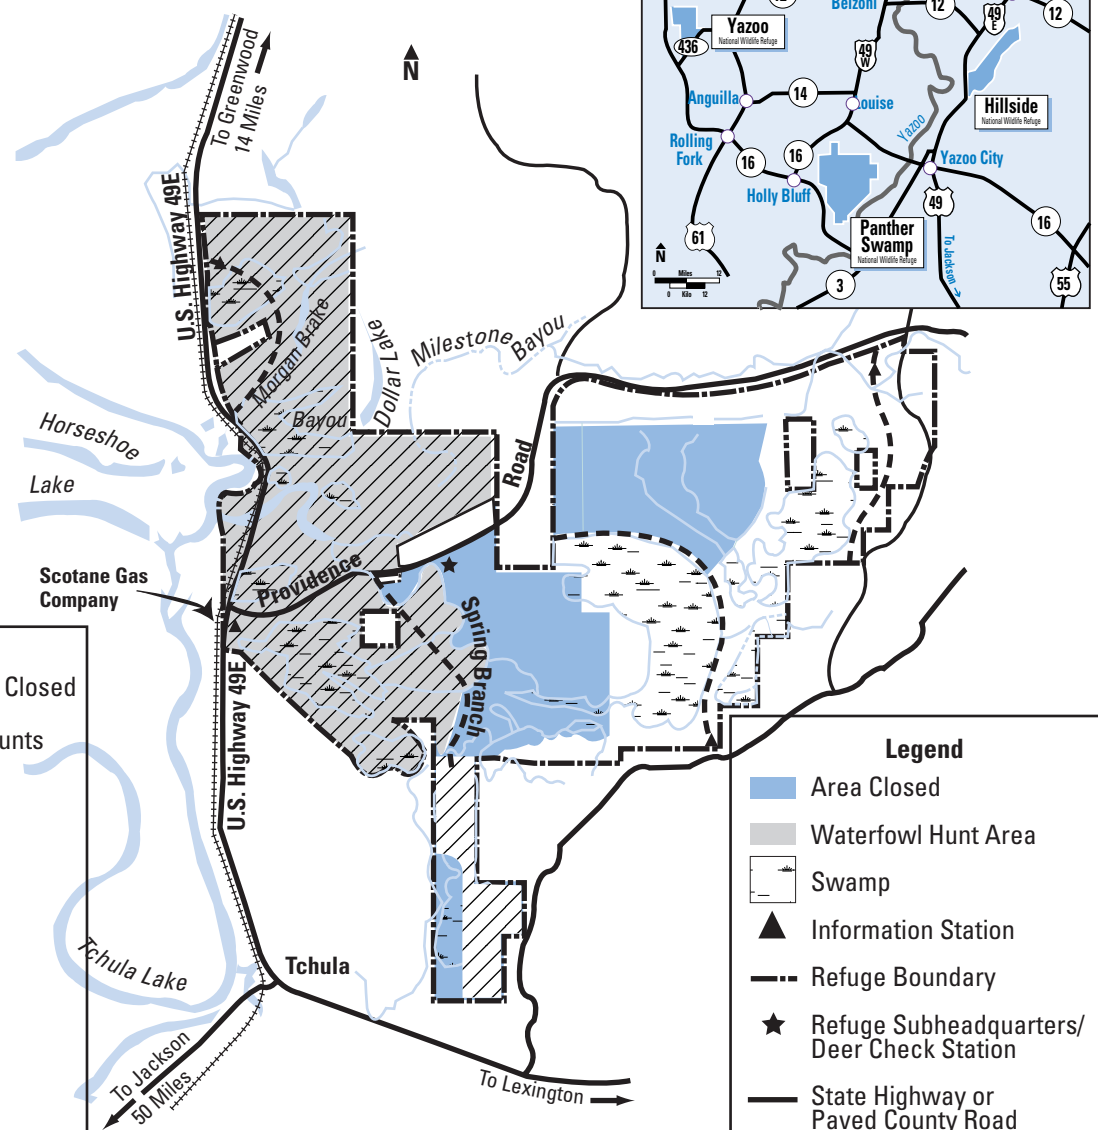 To Greenwood
14 Miles
N
U.S. Highway 49E
Morgan Brake
Bayou
Dollar Lake
Milestone
Bayou
Horseshoe
Lake
Road
Providence
Scotane Gas
Company
Spring Branch
U.S. Highway 49E
Closed
unts
Tchula Lake
Tchula
To Jackson
50 Miles
To Lexington
Belzoni
12
12
49
E
Yazoo
National Wildlife Refuge
436
49
W
Anguilla
14
Louise
Hillside
National Wildlife Refuge
Rolling
Fork
16
16
Yazoo
Yazoo City
Holly Bluff
49
61
Panther
Swamp
National Wildlife Refuge
16
To Jackson
N
0 Miles 12
0 Kilo 12
3
55
Legend
Area Closed
Waterfowl Hunt Area
Swamp
Information Station
Refuge Boundary
Refuge Subheadquarters/
Deer Check Station
State Highway or
Paved County Road